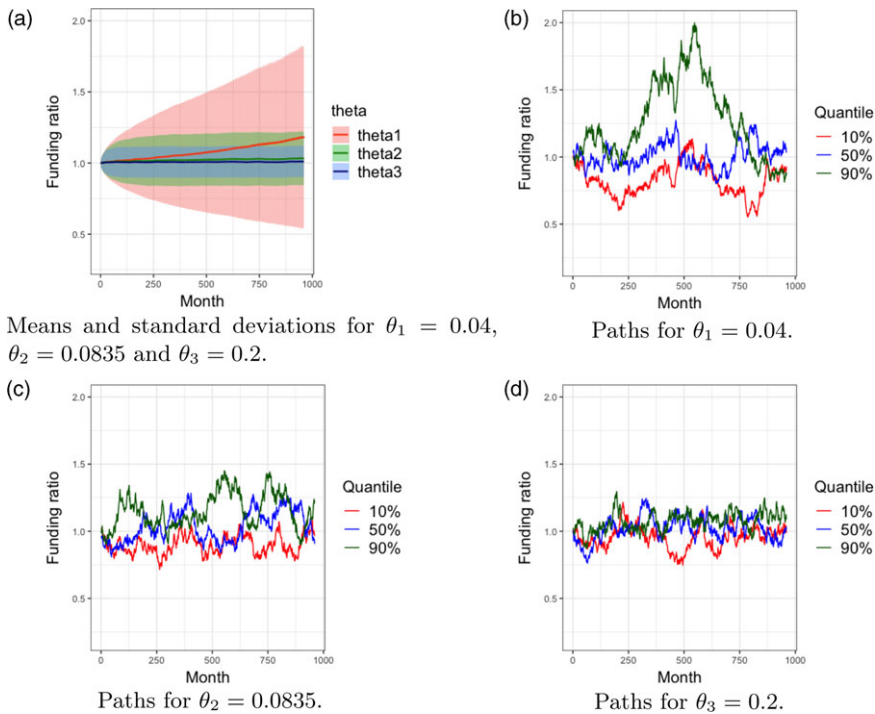 (a)
2.0
1.5
1.0
0.5
Funding ratio
0 250 500 750 1000
Month
theta
theta1
theta2
theta3
Means and standard deviations for θ₁ = 0.04,
θ₂ = 0.0835 and θ₃ = 0.2.
(b)
2.0
1.5
1.0
0.5
Funding ratio
0 250 500 750 1000
Month
Quantile
10%
50%
90%
Paths for θ₁ = 0.04.
(c)
2.0
1.5
1.0
0.5
Funding ratio
0 250 500 750 1000
Month
Quantile
10%
50%
90%
Paths for θ₂ = 0.0835.
(d)
2.0
1.5
1.0
0.5
Funding ratio
0 250 500 750 1000
Month
Quantile
10%
50%
90%
Paths for θ₃ = 0.2.